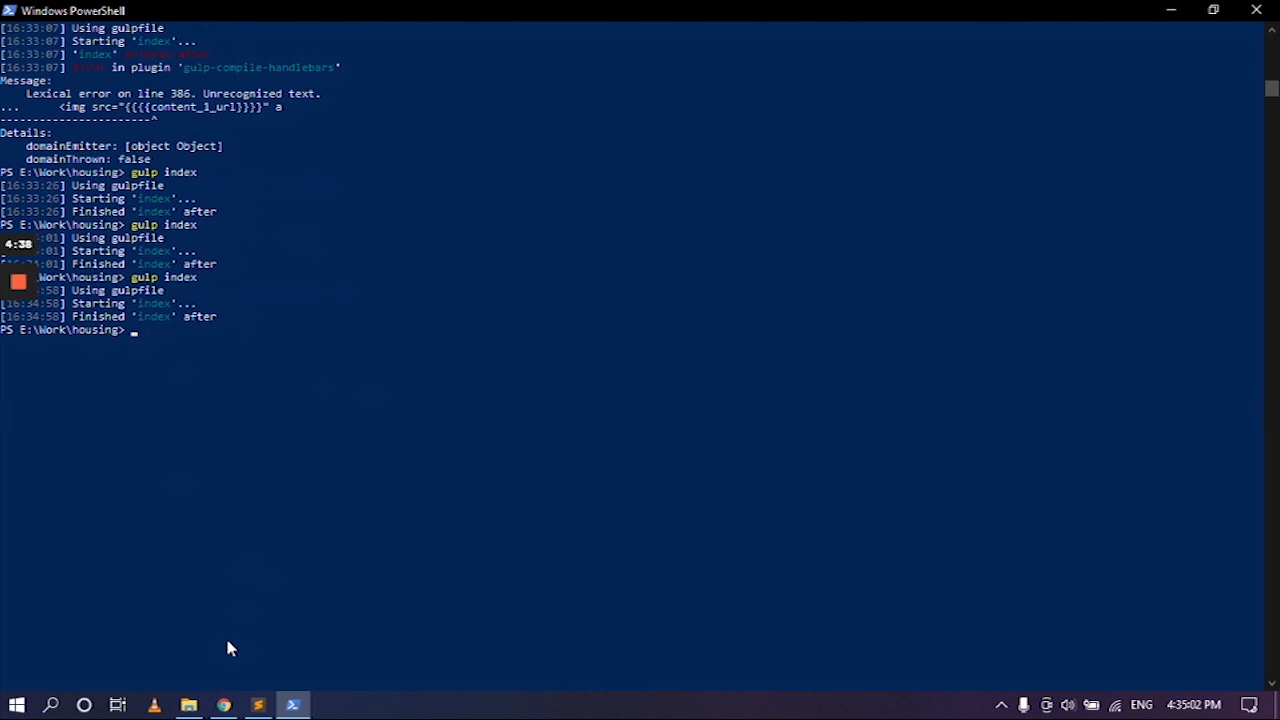 Windows PowerShell
[16:33:07] Using gulpfile
[16:33:07] Starting 'index'...
[16:33:07] 'index' errored after
[16:33:07] Error in plugin 'gulp-compile-handlebars'
Message:
    Lexical error on line 386. Unrecognized text.
...      <img src="{{{{content_1_url}}}}" a
-----------------------^
Details:
    domainEmitter: [object Object]
    domainThrown: false
PS E:\Work\housing> gulp index
[16:33:26] Using gulpfile
[16:33:26] Starting 'index'...
[16:33:26] Finished 'index' after
PS E:\Work\housing> gulp index
:01] Using gulpfile
4:38
:01] Starting 'index'...
:01] Finished 'index' after
\Work\housing> gulp index
:58] Using gulpfile
[16:34:58] Starting 'index'...
[16:34:58] Finished 'index' after
PS E:\Work\housing>
ENG
4:35:02 PM